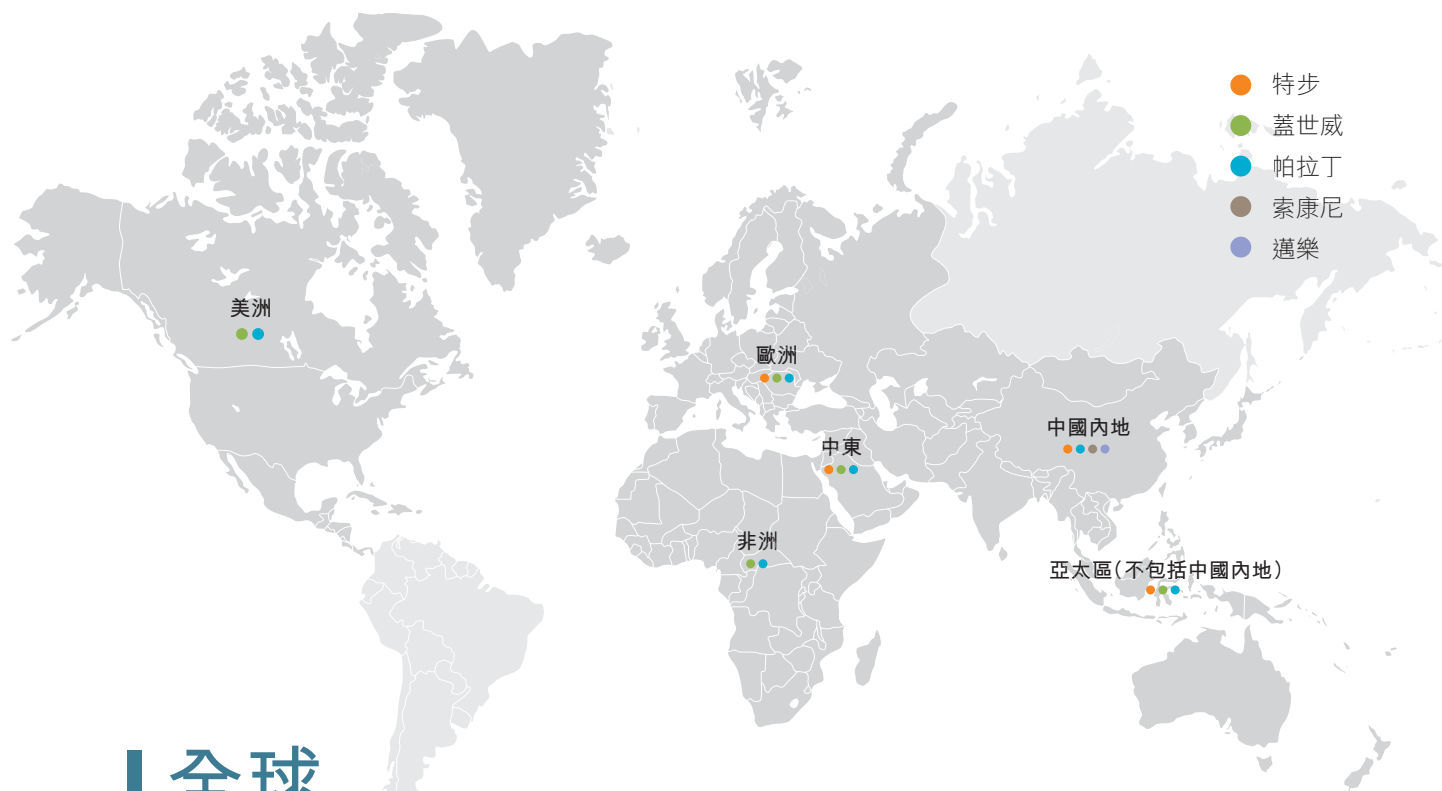 特步
蓋世威
帕拉丁
索康尼
邁樂
美洲
歐洲
中國內地
中東
非洲
亞太區(不包括中國內地)
全球